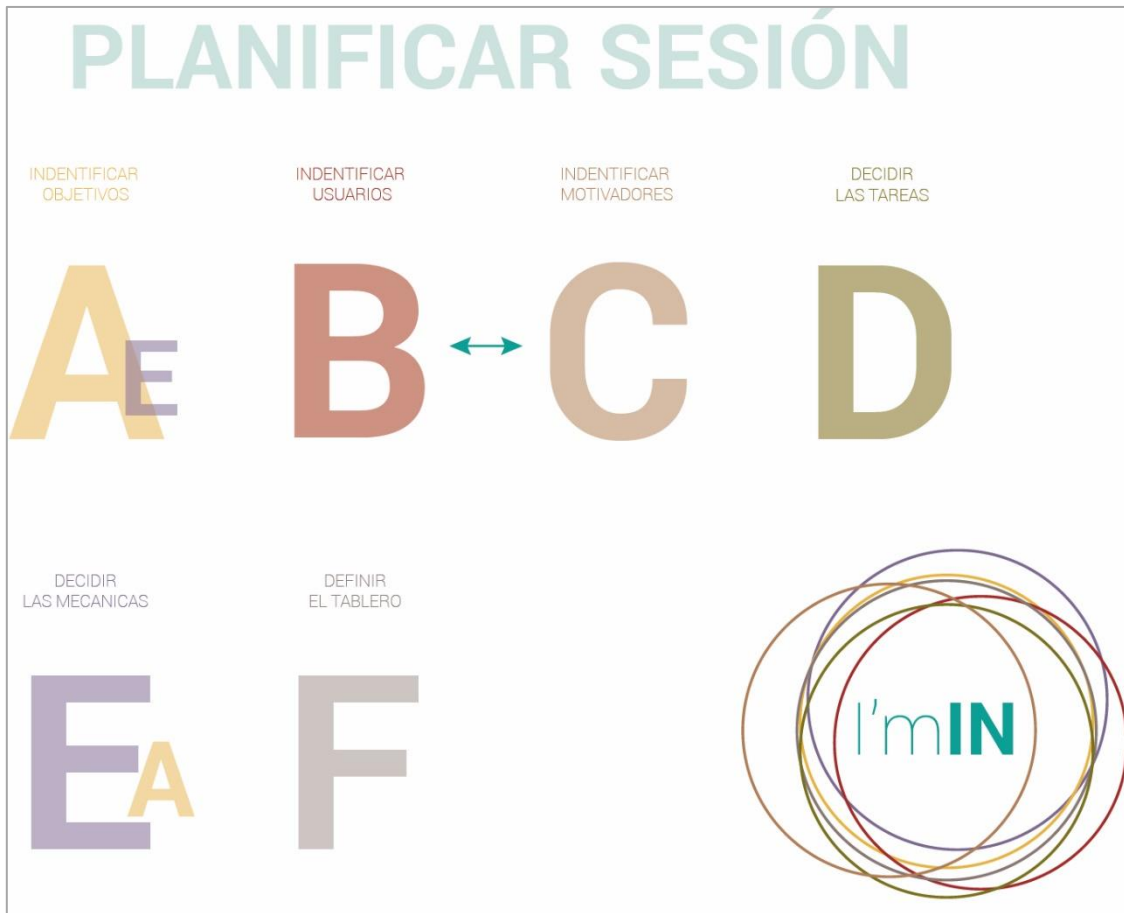 PLANIFICAR SESIÓN
INDENTIFICAR
OBJETIVOS
A
E
INDENTIFICAR
USUARIOS
B
INDENTIFICAR
MOTIVADORES
C
DECIDIR
LAS TAREAS
D
DECIDIR
LAS MECANICAS
E
A
DEFINIR
EL TABLERO
F
I'mIN